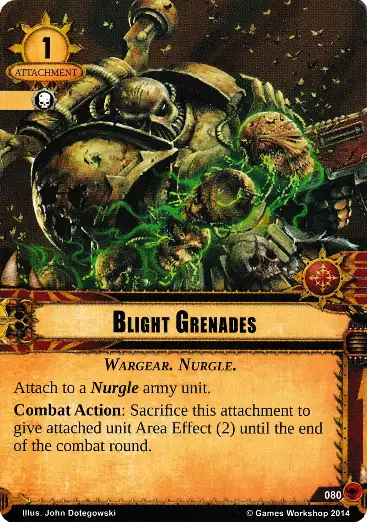 1
ATTACHMENT
BLIGHT GRENADES
WARGEAR. NURGLE.
Attach to a Nurgle army unit.
Combat Action: Sacrifice this attachment to
give attached unit Area Effect (2) until the end
of the combat round.
080
Illus. John Dotegowski © Games Workshop 2014